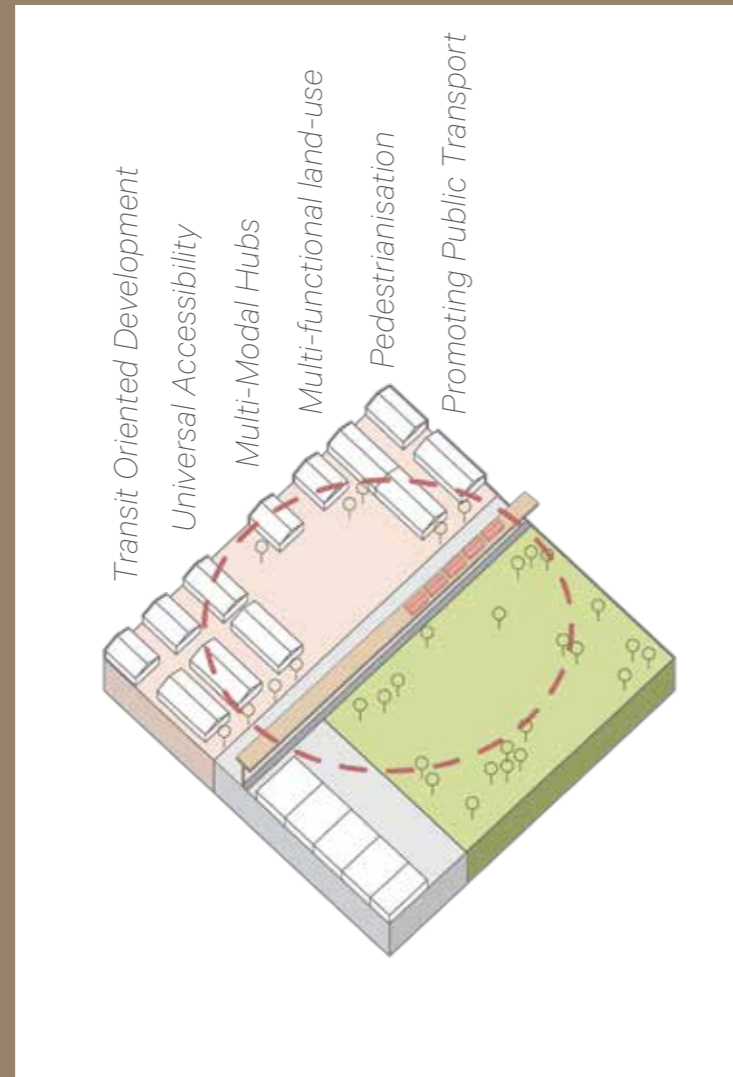 Transit Oriented Development
Universal Accessibility
Multi-Modal Hubs
Multi-functional land-use
Pedestrianisation
Promoting Public Transport